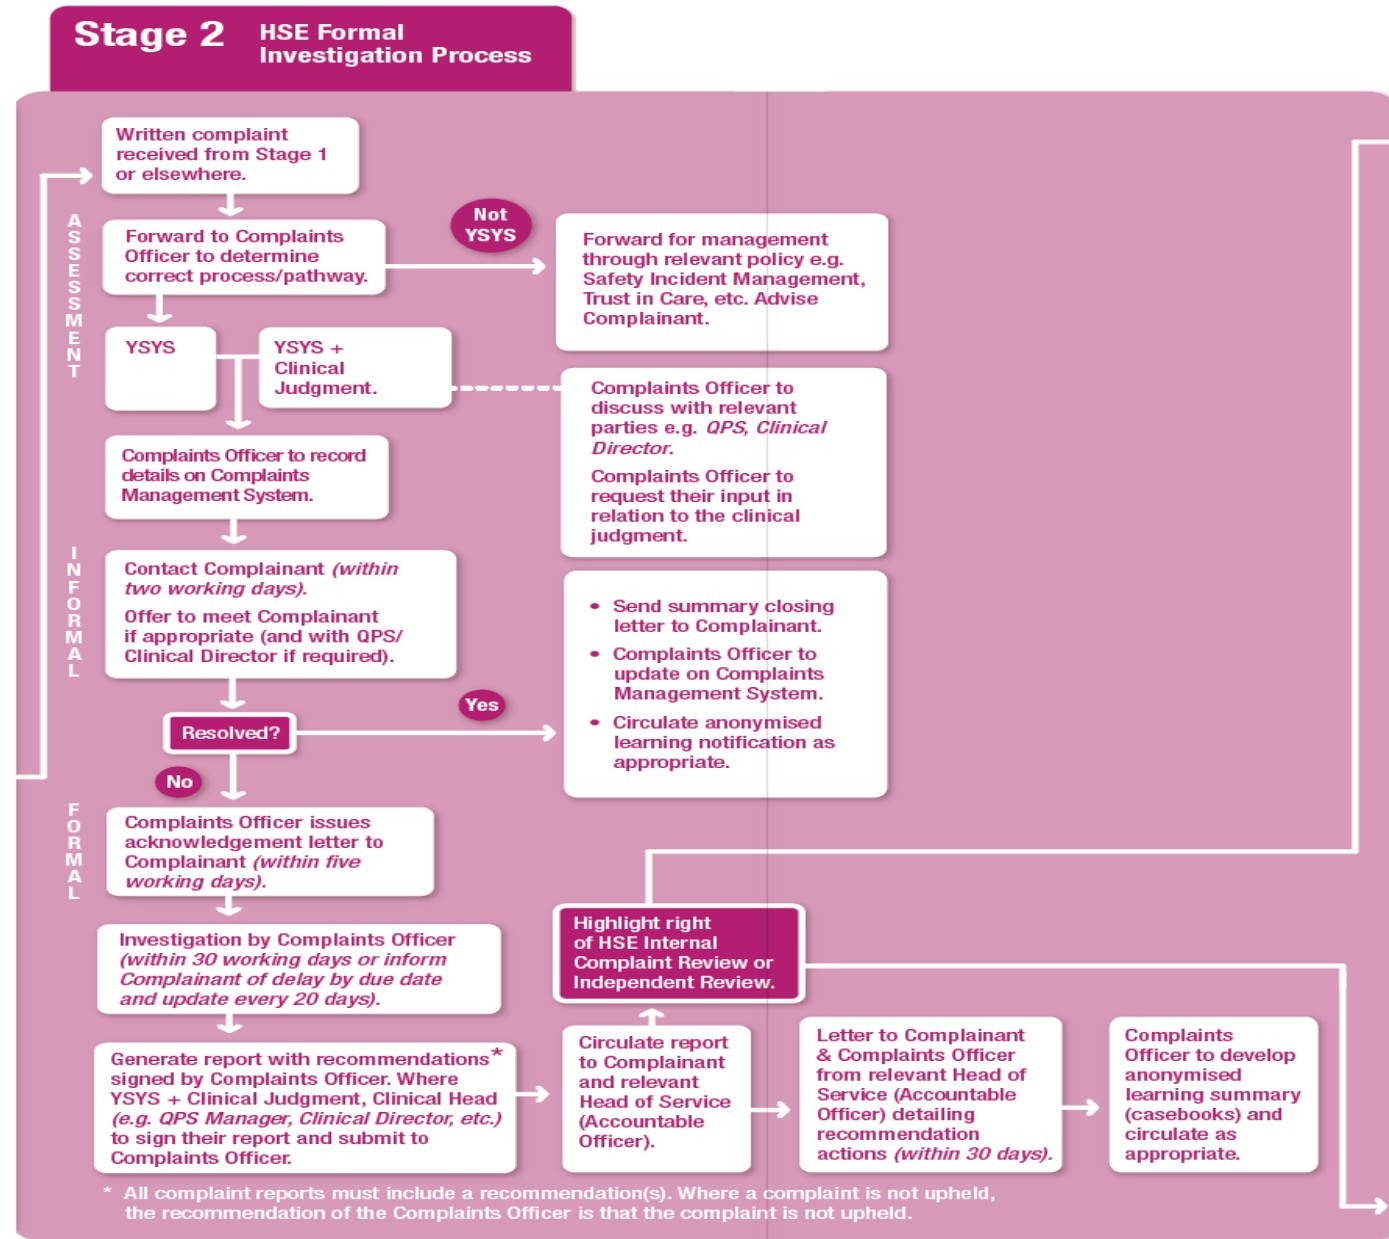 Stage 2
HSE Formal
Investigation Process
Written complaint
received from Stage 1
or elsewhere.
ASSESSMENT
Forward to Complaints
Officer to determine
correct process/pathway.
Not
YSYS
Forward for management
through relevant policy e.g.
Safety Incident Management,
Trust in Care, etc. Advise
Complainant.
YSYS
YSYS +
Clinical
Judgment.
Complaints Officer to
discuss with relevant
parties e.g. QPS, Clinical
Director.
Complaints Officer to
request their input in
relation to the clinical
judgment.
Complaints Officer to record
details on Complaints
Management System.
INFORMAL
Contact Complainant (within
two working days).
Offer to meet Complainant
if appropriate (and with QPS/
Clinical Director if required).
Resolved?
Yes
• Send summary closing
letter to Complainant.
• Complaints Officer to
update on Complaints
Management System.
• Circulate anonymised
learning notification as
appropriate.
No
FORMAL
Complaints Officer issues
acknowledgement letter to
Complainant (within five
working days).
Investigation by Complaints Officer
(within 30 working days or inform
Complainant of delay by due date
and update every 20 days).
Generate report with recommendations*
signed by Complaints Officer. Where
YSYS + Clinical Judgment, Clinical Head
(e.g. QPS Manager, Clinical Director, etc.)
to sign their report and submit to
Complaints Officer.
Highlight right
of HSE Internal
Complaint Review or
Independent Review.
Circulate report
to Complainant
and relevant
Head of Service
(Accountable
Officer).
Letter to Complainant
& Complaints Officer
from relevant Head of
Service (Accountable
Officer) detailing
recommendation
actions (within 30 days).
Complaints
Officer to develop
anonymised
learning summary
(casebooks) and
circulate as
appropriate.
* All complaint reports must include a recommendation(s). Where a complaint is not upheld,
the recommendation of the Complaints Officer is that the complaint is not upheld.